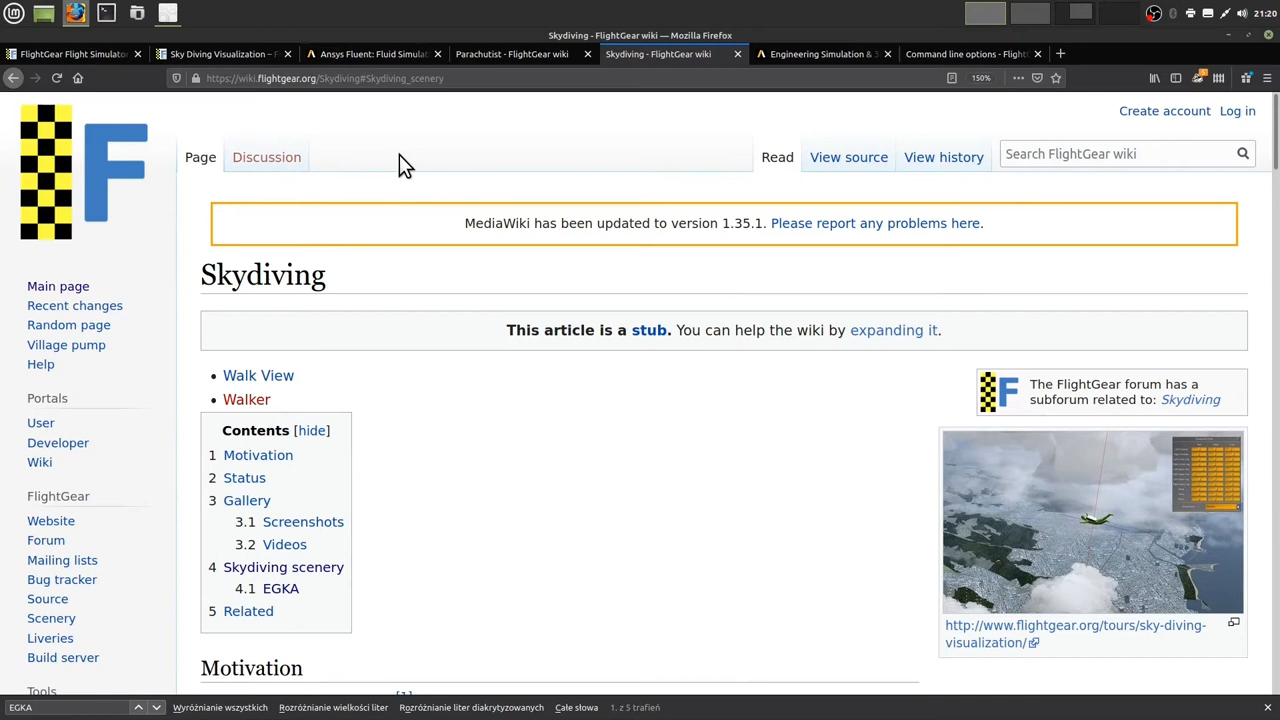 21:20
Skydiving - FlightGear wiki — Mozilla Firefox
FlightGear Flight Simulato
Sky Diving Visualization – F
Ansys Fluent: Fluid Simulat
Parachutist - FlightGear wiki
Skydiving - FlightGear wiki
Engineering Simulation & 3
Command line options - Flight
https://wiki.flightgear.org/Skydiving#Skydiving_scenery
150%
Create account
Log in
Page
Discussion
Read
View source
View history
Search FlightGear wiki
MediaWiki has been updated to version 1.35.1. Please report any problems here.
Skydiving
This article is a stub. You can help the wiki by expanding it.
Main page
Recent changes
Random page
Village pump
Help
Portals
User
Developer
Wiki
FlightGear
Website
Forum
Mailing lists
Bug tracker
Source
Scenery
Liveries
Build server
Tools
• Walk View
• Walker
Contents [hide]
1 Motivation
2 Status
3 Gallery
3.1 Screenshots
3.2 Videos
4 Skydiving scenery
4.1 EGKA
5 Related
The FlightGear forum has a
subforum related to: Skydiving
http://www.flightgear.org/tours/sky-diving-
visualization/
Motivation
[1]
EGKA
Wyróżnianie wszystkich
Rozróżnianie wielkości liter
Rozróżnianie liter diakrytyzowanych
Całe słowa
1. z 5 trafień